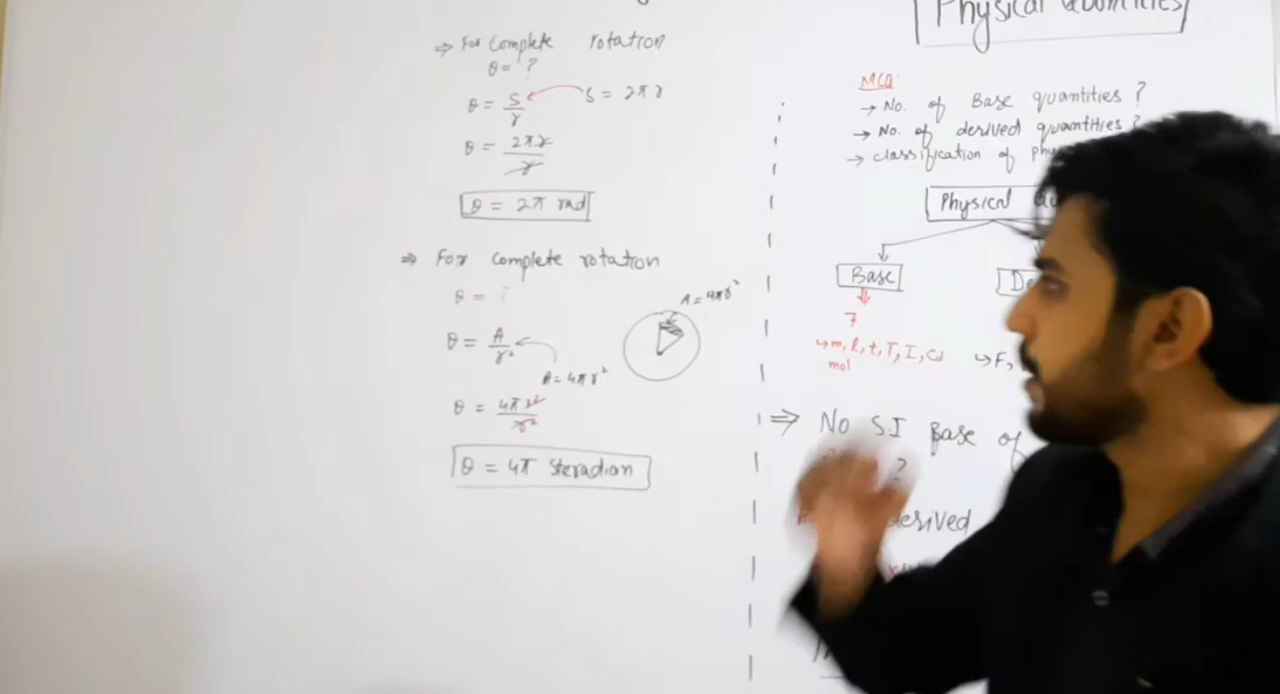 ⇒ For Complete rotation
θ = ?
θ = S/r
S = 2πr
θ = 2πr/r
θ = 2π rad
⇒ For complete rotation
θ = ?
A = 4πr²
θ = A/r²
A = 4πr²
θ = 4πr²/r²
θ = 4π Steradian
Physical Quantities
MCQ:
→ No. of Base quantities ?
→ No. of derived quantities ?
→ classification of
Physical
Base
7
↳ m, l, t, T, I, Cd
mol
↳ F,
⇒ No S.I Base of
?
derived